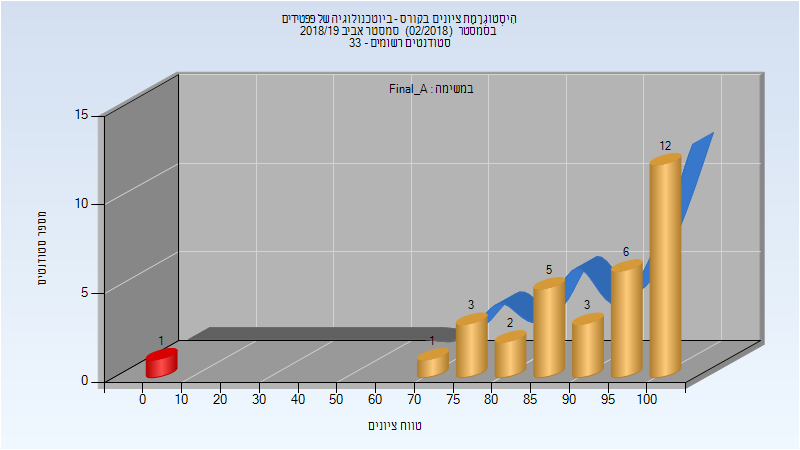 היסטוגרמת ציונים בקורס - ביוטכנולוגיה של פפטידים
בסמסטר (02/2018) סמסטר אביב 2018/19
סטודנטים רשומים - 33
במשימה : Final_A
מספר סטודנטים
15
10
5
0
1
1
3
2
5
3
6
12
0 10 20 30 40 50 60 70 75 80 85 90 95 100
טווח ציונים